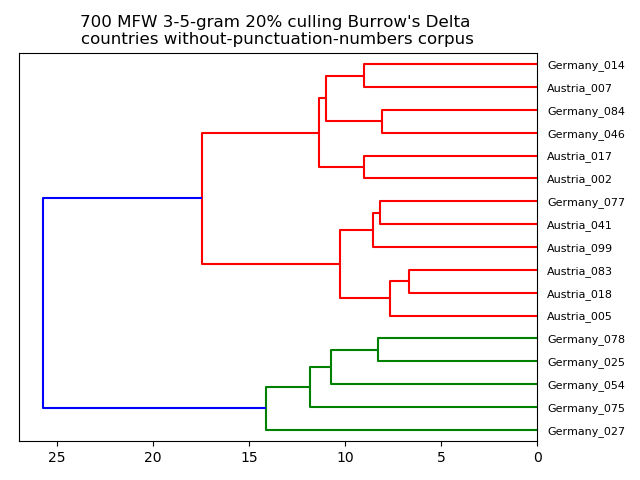 700 MFW 3-5-gram 20% culling Burrow's Delta
countries without-punctuation-numbers corpus
Germany_014
Austria_007
Germany_084
Germany_046
Austria_017
Austria_002
Germany_077
Austria_041
Austria_099
Austria_083
Austria_018
Austria_005
Germany_078
Germany_025
Germany_054
Germany_075
Germany_027
25 20 15 10 5 0